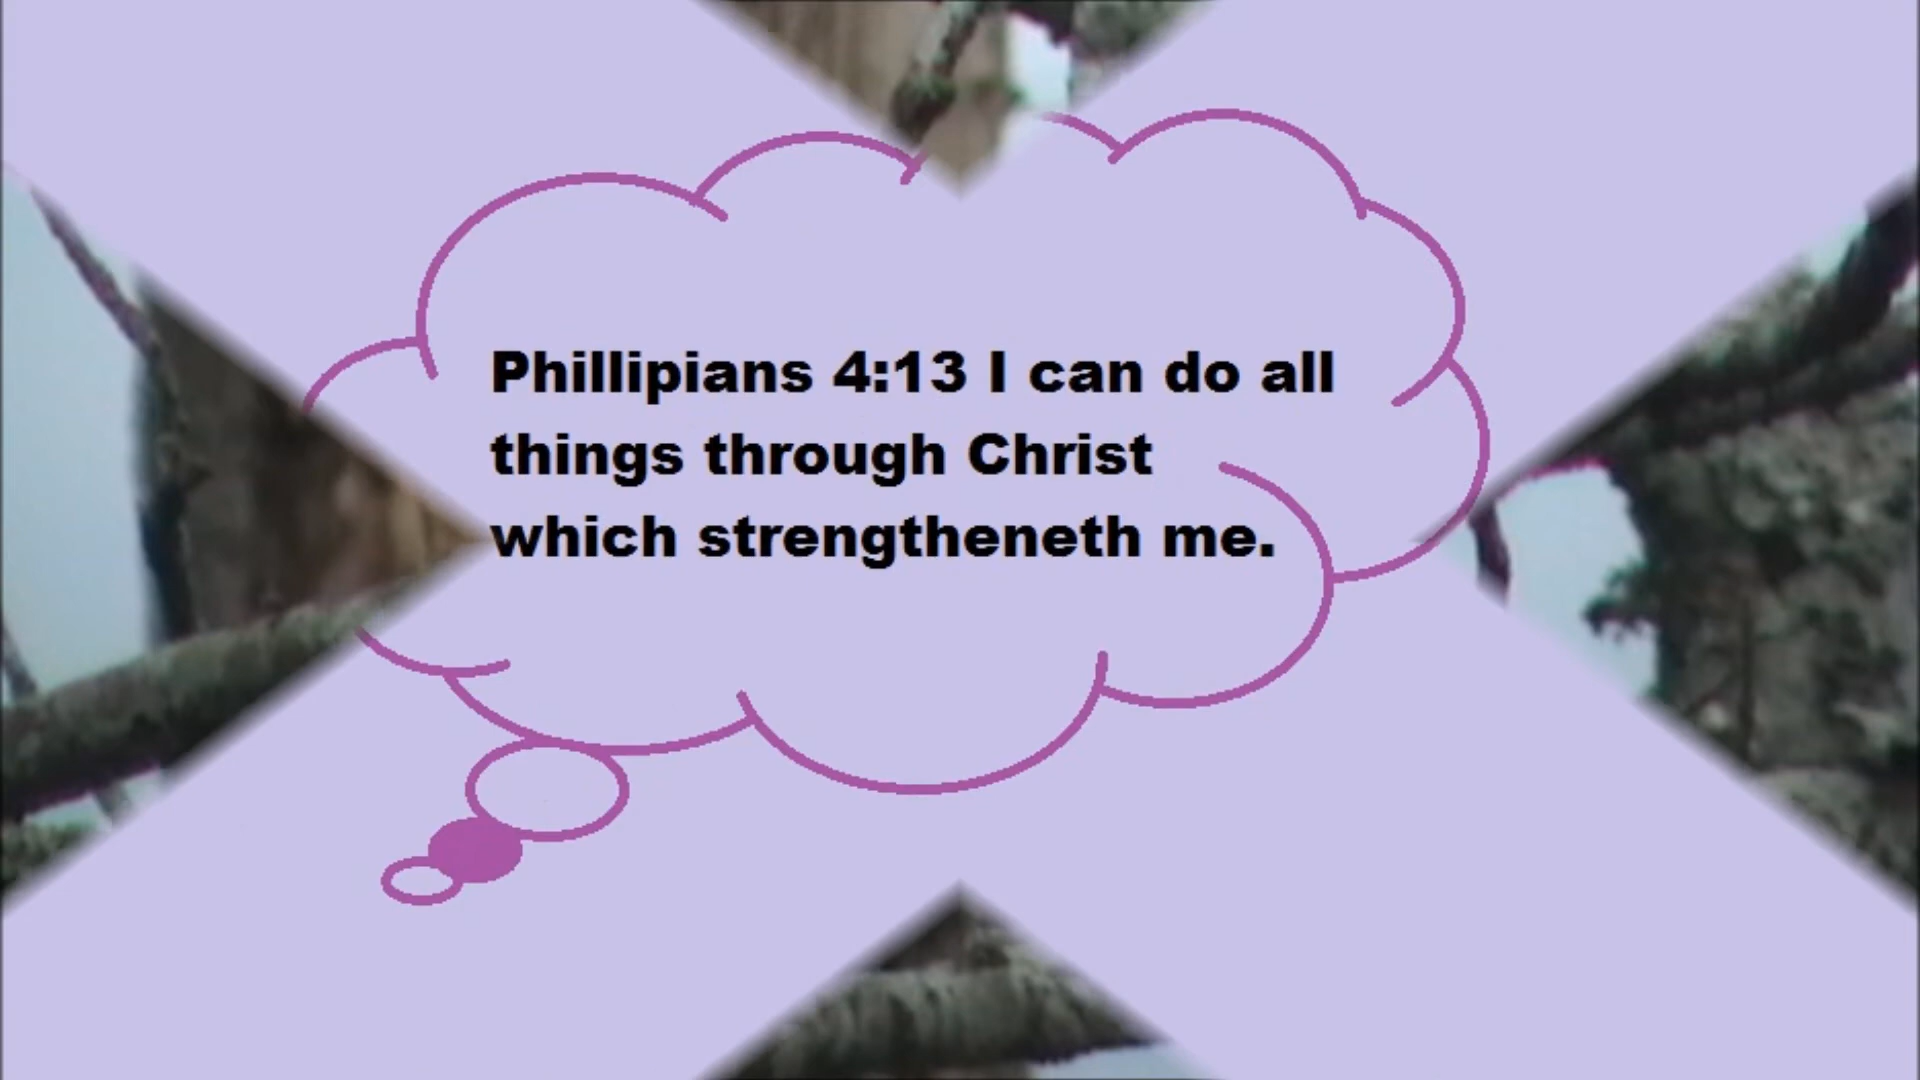 Phillipians 4:13 I can do all
things through Christ
which strengtheneth me.